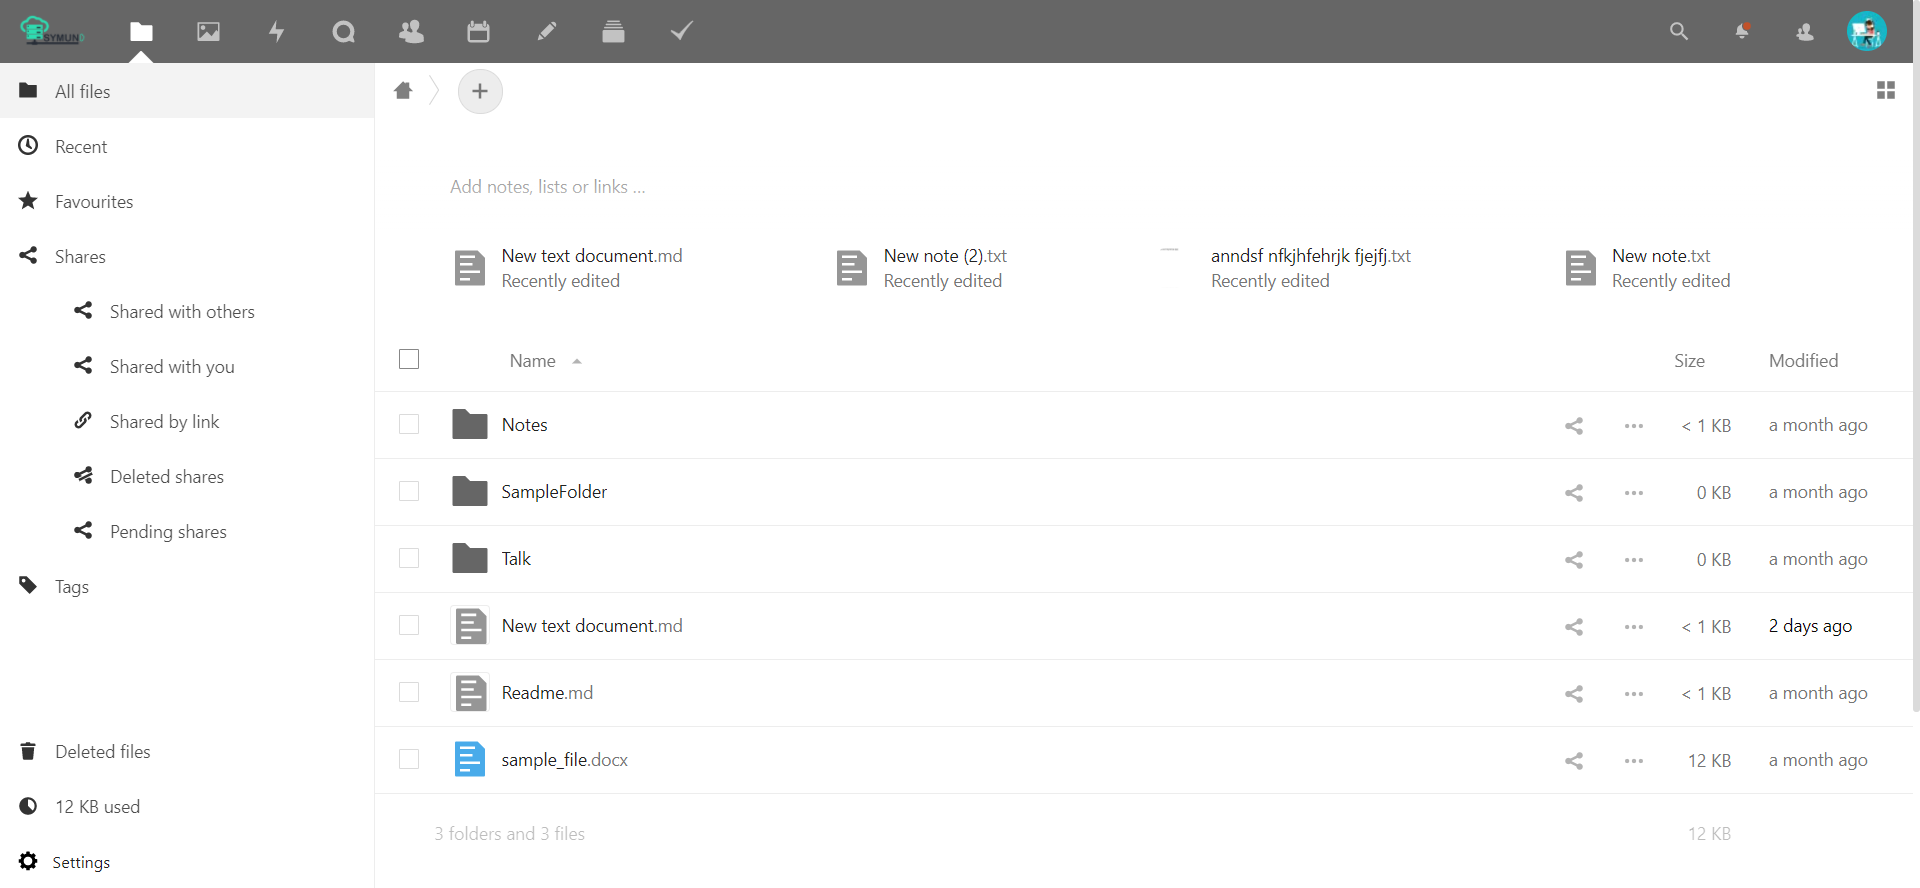 SYMUN
All files
Recent
Favourites
Shares
Shared with others
Shared with you
Shared by link
Deleted shares
Pending shares
Tags
Deleted files
12 KB used
Settings
Add notes, lists or links ...
New text document.md
Recently edited
New note (2).txt
Recently edited
anndsf nfkjhfehrjk fjejfj.txt
Recently edited
New note.txt
Recently edited
Name Size Modified
Notes < 1 KB a month ago
SampleFolder 0 KB a month ago
Talk 0 KB a month ago
New text document.md < 1 KB 2 days ago
Readme.md < 1 KB a month ago
sample_file.docx 12 KB a month ago
3 folders and 3 files 12 KB